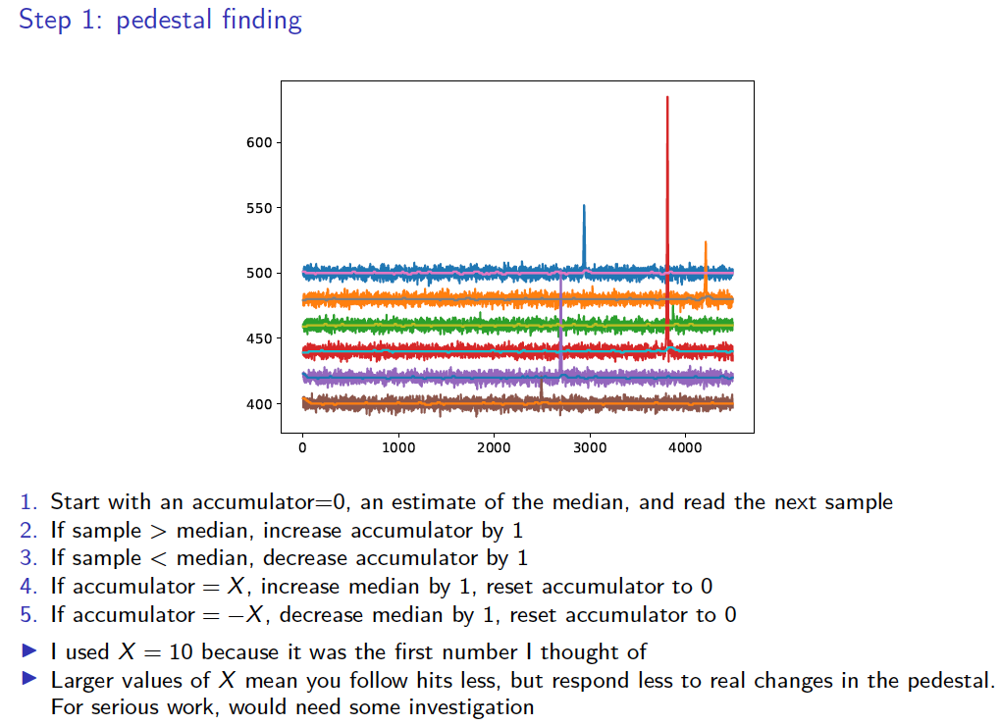 Step 1: pedestal finding
600
550
500
450
400
0 1000 2000 3000 4000
1. Start with an accumulator=0, an estimate of the median, and read the next sample
2. If sample > median, increase accumulator by 1
3. If sample < median, decrease accumulator by 1
4. If accumulator = X, increase median by 1, reset accumulator to 0
5. If accumulator = −X, decrease median by 1, reset accumulator to 0
▶ I used X = 10 because it was the first number I thought of
▶ Larger values of X mean you follow hits less, but respond less to real changes in the pedestal.
For serious work, would need some investigation